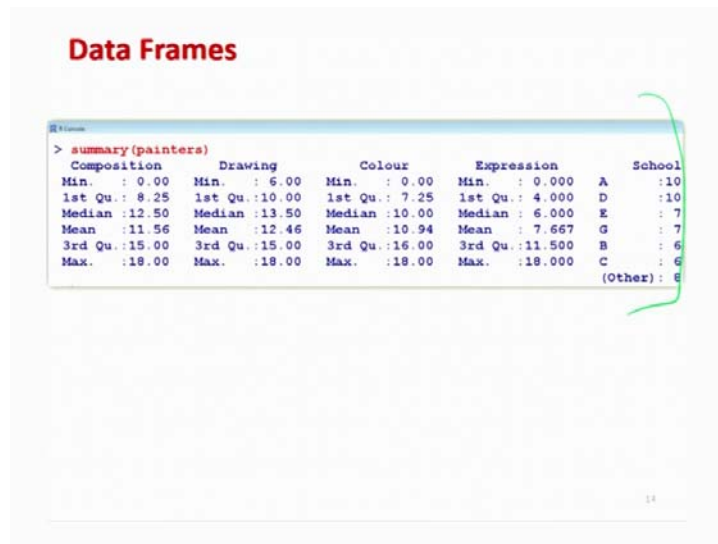 Data Frames
R Console
> summary(painters)
Composition Drawing Colour Expression School
Min. : 0.00 Min. : 6.00 Min. : 0.00 Min. : 0.000 A :10
1st Qu.: 8.25 1st Qu.:10.00 1st Qu.: 7.25 1st Qu.: 4.000 D :10
Median :12.50 Median :13.50 Median :10.00 Median : 6.000 E : 7
Mean :11.56 Mean :12.46 Mean :10.94 Mean : 7.667 G : 7
3rd Qu.:15.00 3rd Qu.:15.00 3rd Qu.:16.00 3rd Qu.:11.500 B : 6
Max. :18.00 Max. :18.00 Max. :18.00 Max. :18.000 C : 6
(Other): 8
14